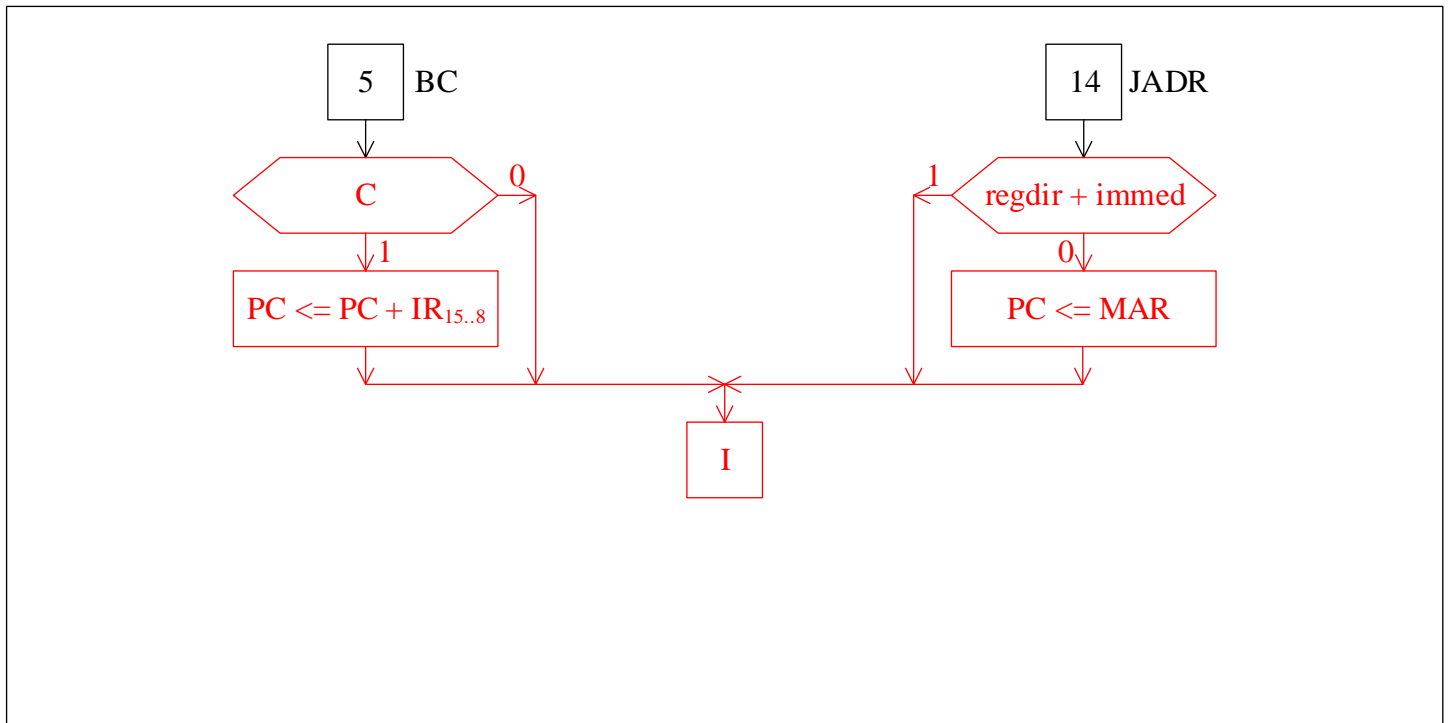 5 BC
14 JADR
C
0
1
regdir + immed
1
0
PC <= PC + IR15..8
PC <= MAR
I